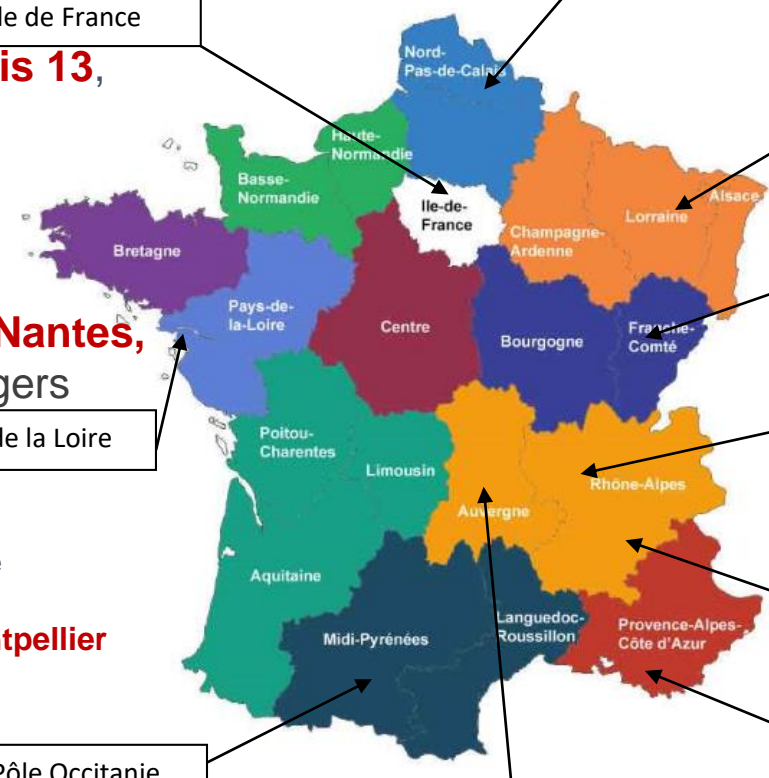 le de France
is 13,
Nord-
Pas-de-Calais
Haute-
Normandie
Basse-
Normandie
Ile-de-
France
Champagne-
Ardenne
Lorraine
Alsace
Bretagne
Pays-de-
la-Loire
Centre
Bourgogne
Franche-
Comté
Nantes,
gers
de la Loire
Poitou-
Charentes
Limousin
Auvergne
Rhône-Alpes
Aquitaine
Midi-Pyrénées
Languedoc-
Roussillon
Provence-Alpes-
Côte d'Azur
tpellier
Pôle Occitanie